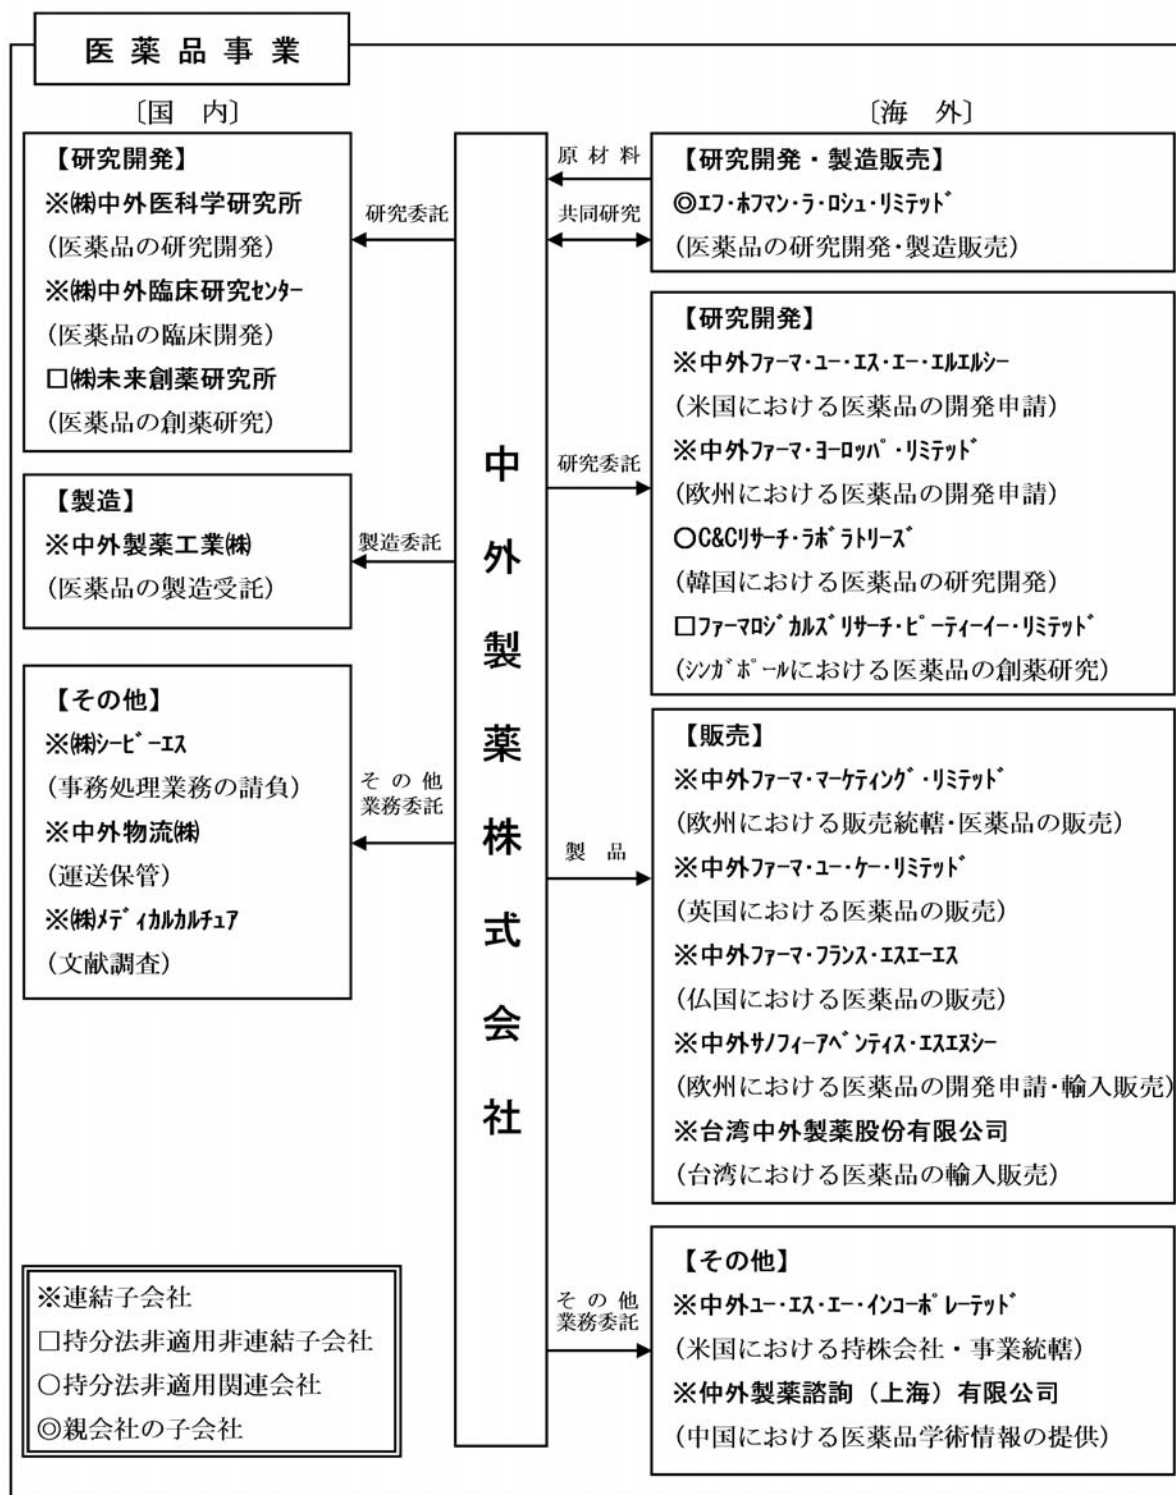 医薬品事業
〔国 内〕
【研究開発】
※㈱中外医科学研究所
(医薬品の研究開発)
※㈱中外臨床研究ｾﾝﾀｰ
(医薬品の臨床開発)
□㈱未来創薬研究所
(医薬品の創薬研究)
研究委託
【製造】
※中外製薬工業㈱
(医薬品の製造受託)
製造委託
【その他】
※㈱ｼｰﾋﾞｰｴｽ
(事務処理業務の請負)
※中外物流㈱
(運送保管)
※㈱ﾒﾃﾞｨｶﾙｶﾙﾁｭｱ
(文献調査)
その他
業務委託
※連結子会社
□持分法非適用非連結子会社
○持分法非適用関連会社
◎親会社の子会社
中外製薬株式会社
〔海 外〕
原材料
共同研究
【研究開発・製造販売】
◎ｴﾌ・ﾎﾌﾏﾝ・ﾗ・ﾛｼｭ・ﾘﾐﾃｯﾄﾞ
(医薬品の研究開発・製造販売)
研究委託
【研究開発】
※中外ﾌｧｰﾏ・ﾕｰ・ｴｽ・ｴｰ・ｴﾙｴﾙｼｰ
(米国における医薬品の開発申請)
※中外ﾌｧｰﾏ・ﾖｰﾛｯﾊﾟ・ﾘﾐﾃｯﾄﾞ
(欧州における医薬品の開発申請)
○C&Cﾘｻｰﾁ・ﾗﾎﾞﾗﾄﾘｰｽﾞ
(韓国における医薬品の研究開発)
□ﾌｧｰﾏﾛｼﾞｶﾙｽﾞﾘｻｰﾁ・ﾋﾟｰﾃｨｰｲｰ・ﾘﾐﾃｯﾄﾞ
(ｼﾝｶﾞﾎﾟｰﾙにおける医薬品の創薬研究)
製 品
【販売】
※中外ﾌｧｰﾏ・ﾏｰｹﾃｨﾝｸﾞ・ﾘﾐﾃｯﾄﾞ
(欧州における販売統轄・医薬品の販売)
※中外ﾌｧｰﾏ・ﾕｰ・ｹｰ・ﾘﾐﾃｯﾄﾞ
(英国における医薬品の販売)
※中外ﾌｧｰﾏ・ﾌﾗﾝｽ・ｴｽｴｰｴｽ
(仏国における医薬品の販売)
※中外ｻﾉﾌｨｰｱﾍﾞﾝﾃｨｽ・ｴｽｴﾇｼｰ
(欧州における医薬品の開発申請・輸入販売)
※台湾中外製薬股份有限公司
(台湾における医薬品の輸入販売)
その他
業務委託
【その他】
※中外ﾕｰ・ｴｽ・ｴｰ・ｲﾝｺｰﾎﾟﾚｰﾃｯﾄﾞ
(米国における持株会社・事業統轄)
※仲外製薬諮詢（上海）有限公司
(中国における医薬品学術情報の提供)